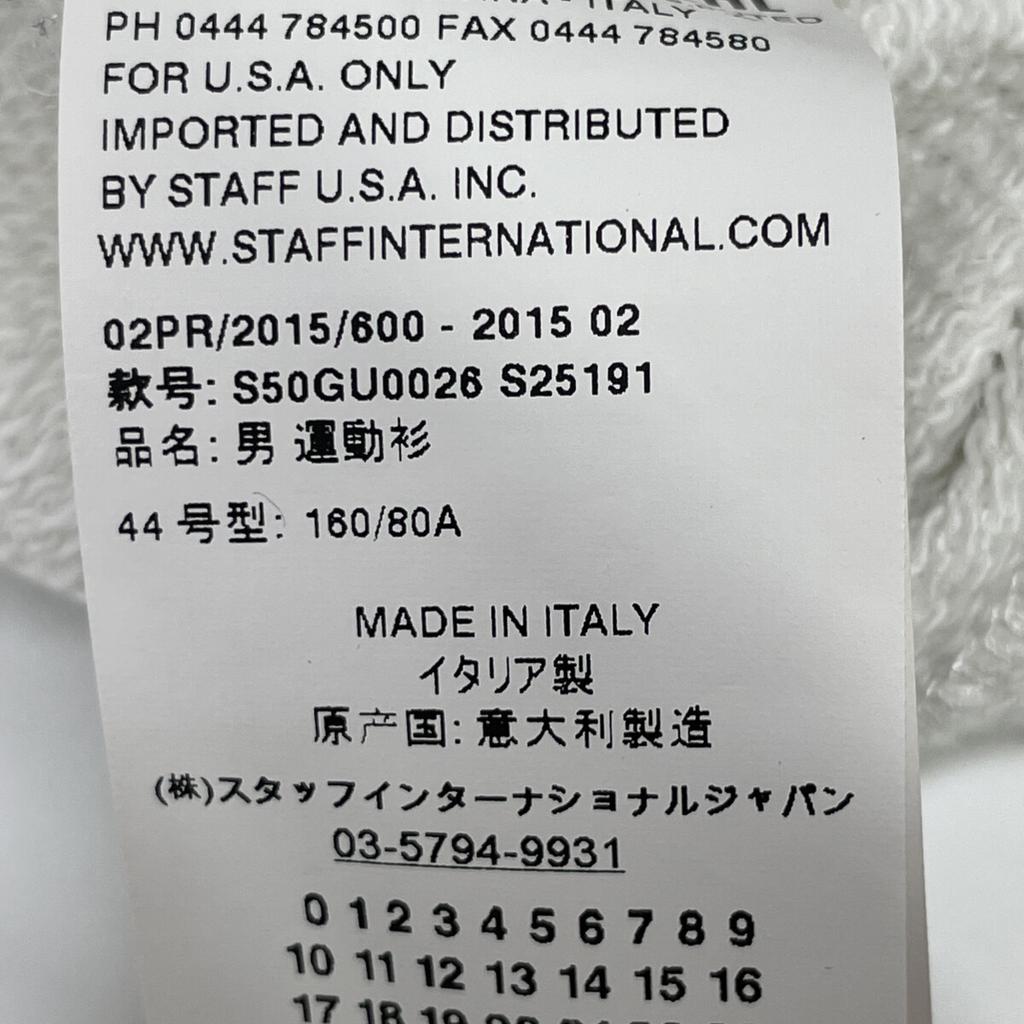 ITALY
PH 0444 784500 FAX 0444 784580
FOR U.S.A. ONLY
IMPORTED AND DISTRIBUTED
BY STAFF U.S.A. INC.
WWW.STAFFINTERNATIONAL.COM
02PR/2015/600 - 2015 02
款号: S50GU0026 S25191
品名: 男 運動衫
44 号型: 160/80A
MADE IN ITALY
イタリア製
原产国: 意大利製造
(株)スタッフインターナショナルジャパン
03-5794-9931
0 1 2 3 4 5 6 7 8 9
10 11 12 13 14 15 16
17 18 19